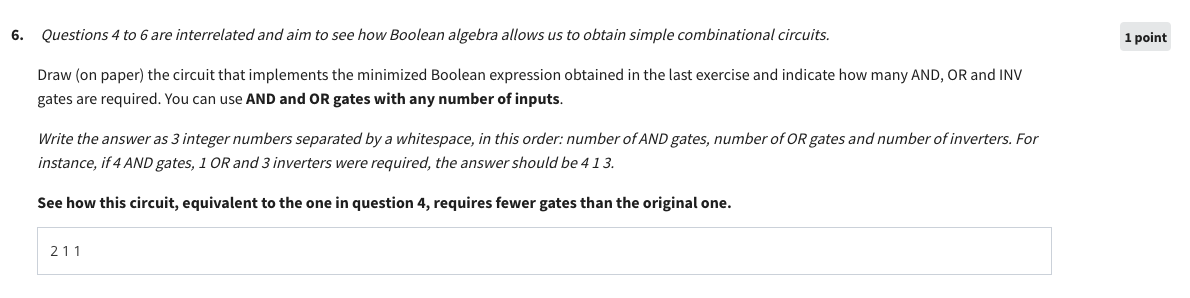 6. Questions 4 to 6 are interrelated and aim to see how Boolean algebra allows us to obtain simple combinational circuits.
1 point
Draw (on paper) the circuit that implements the minimized Boolean expression obtained in the last exercise and indicate how many AND, OR and INV
gates are required. You can use AND and OR gates with any number of inputs.
Write the answer as 3 integer numbers separated by a whitespace, in this order: number of AND gates, number of OR gates and number of inverters. For
instance, if 4 AND gates, 1 OR and 3 inverters were required, the answer should be 4 1 3.
See how this circuit, equivalent to the one in question 4, requires fewer gates than the original one.
2 1 1